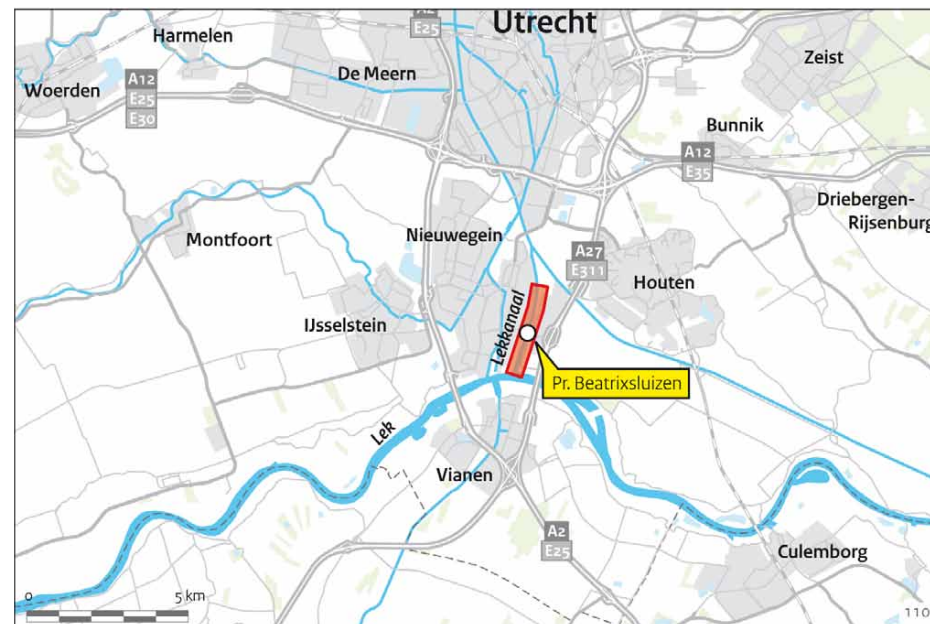 A2
E25
Utrecht
Harmelen
De Meern
Zeist
Woerden
A12
E25
E30
Bunnik
A12
E35
Driebergen-
Rijsenburg
Montfoort
Nieuwegein
A27
E311
Houten
IJsselstein
Lekkanaal
Pr. Beatrixsluizen
Lek
Vianen
A2
E25
Culemborg
0
5 km
110